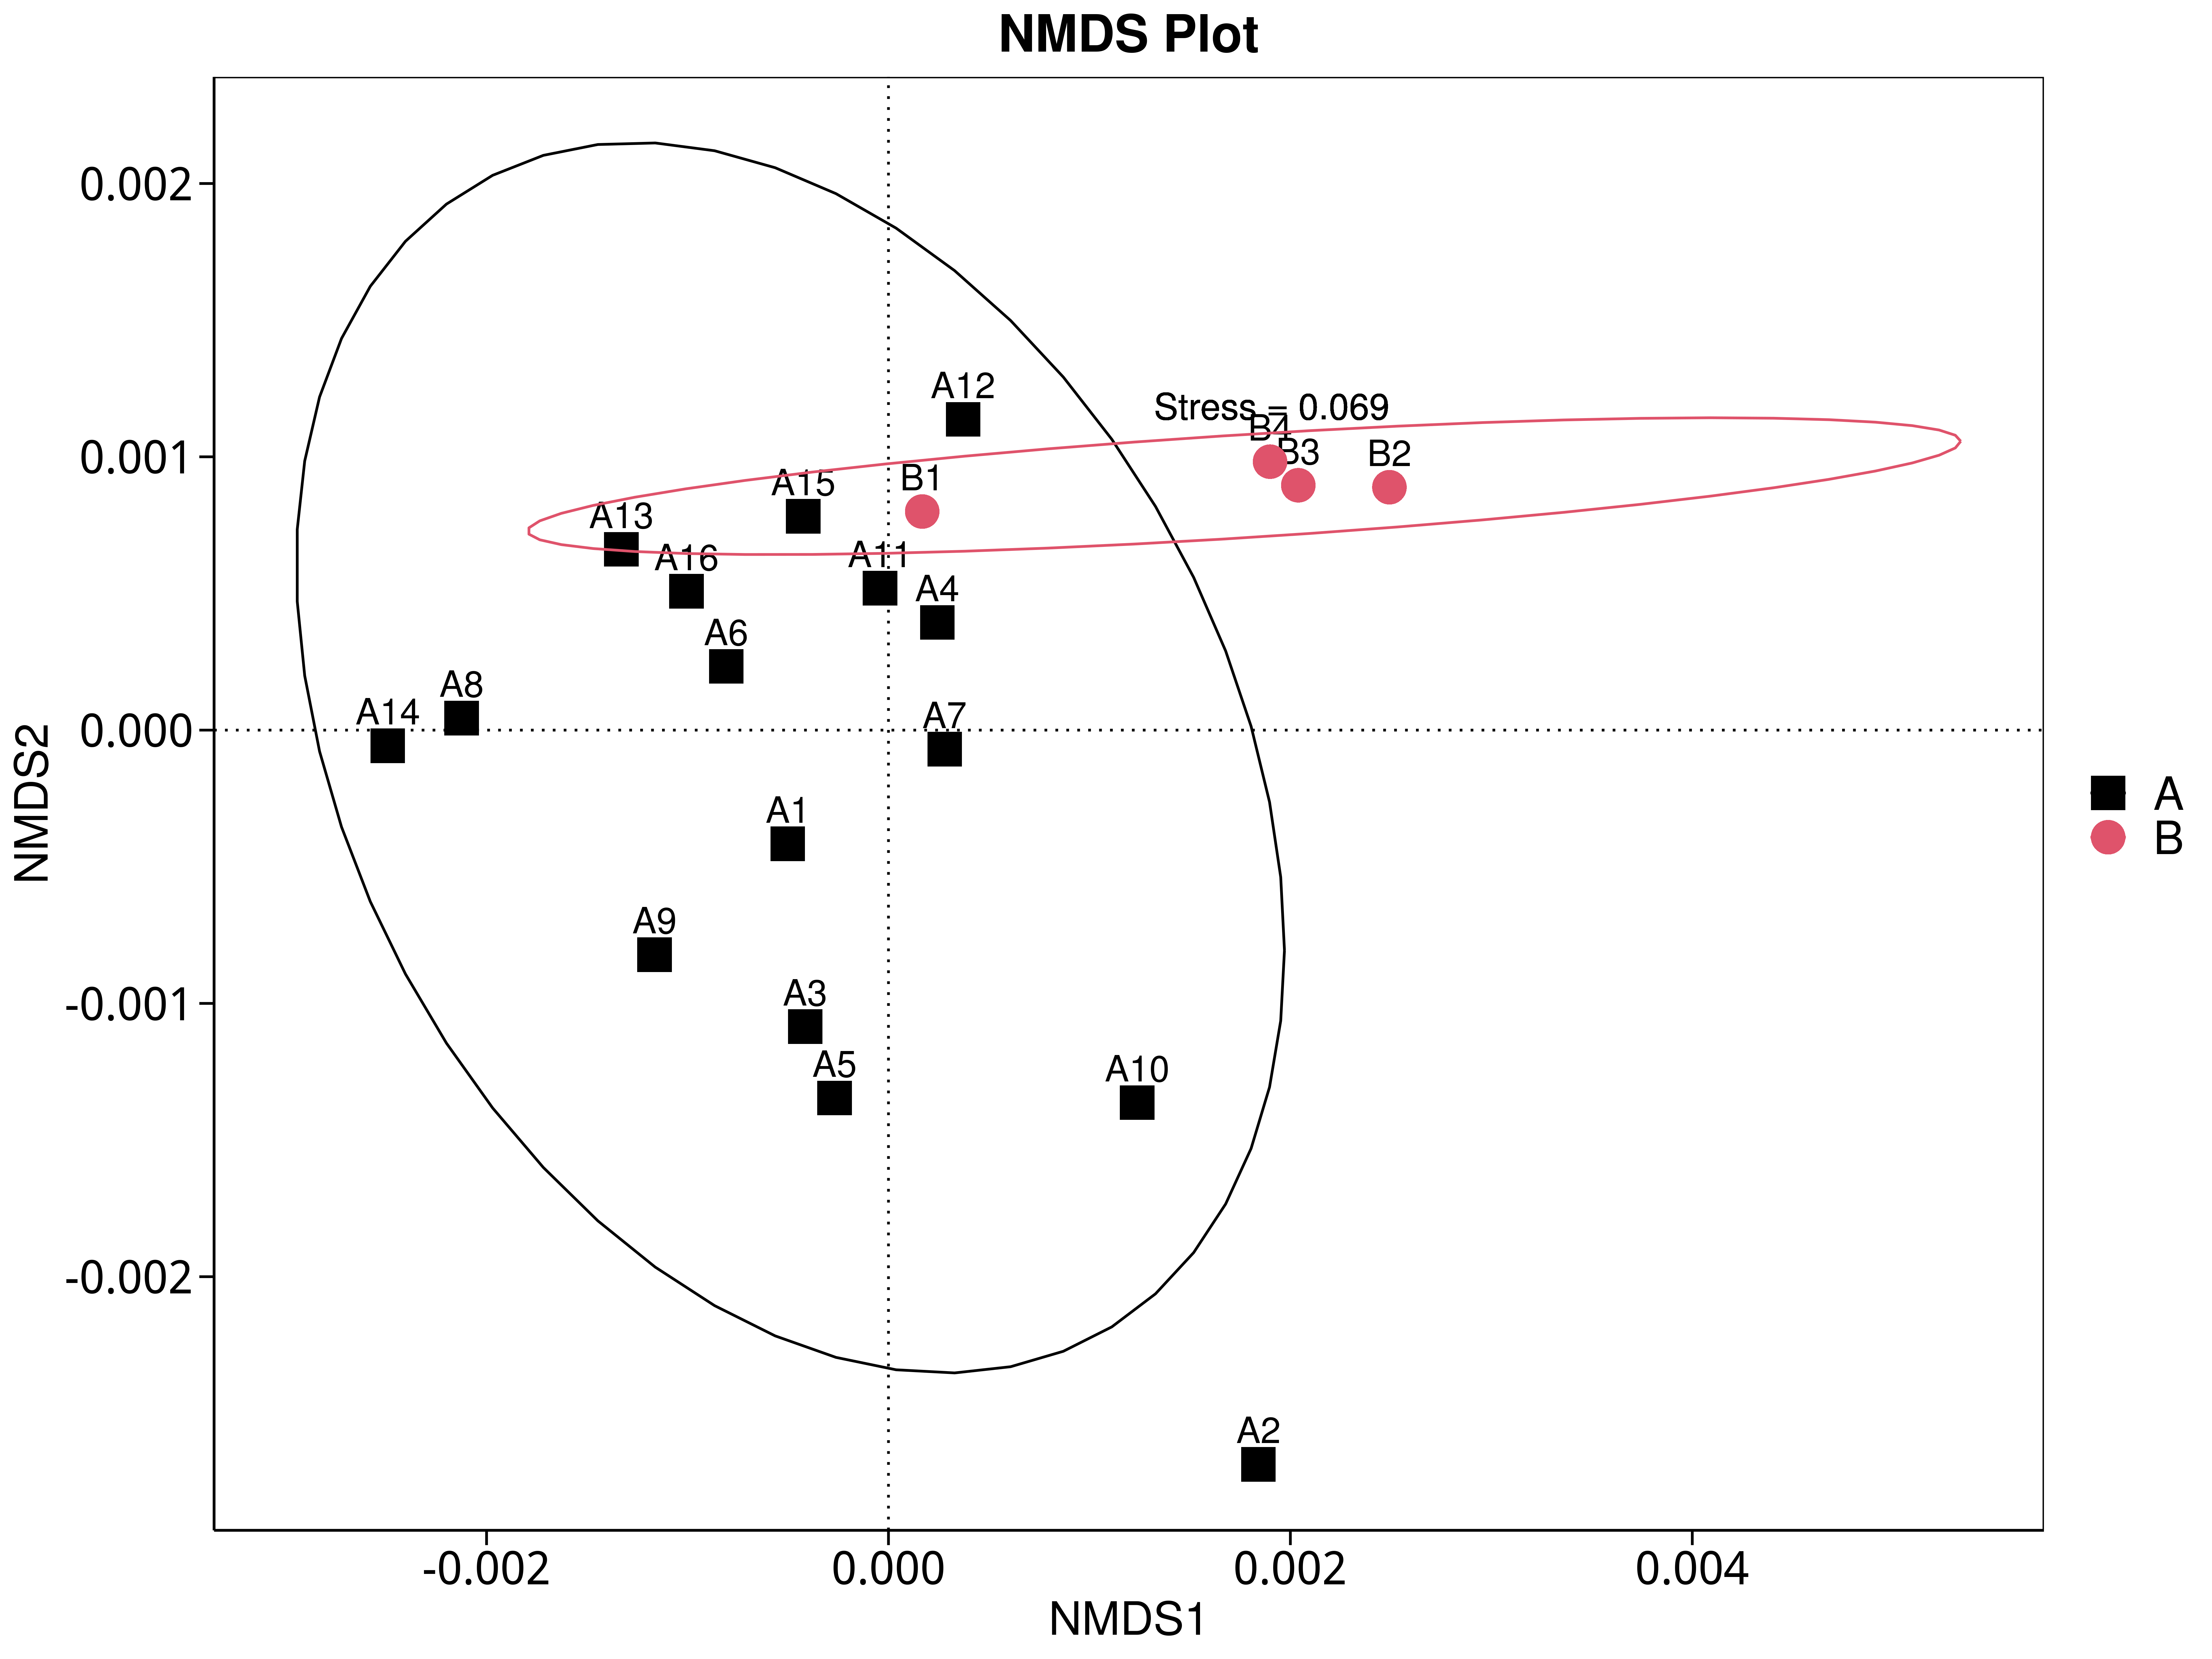 NMDS Plot
0.002
A12
Stress = 0.069
B4
0.001
B3
B2
B1
A15
A13
A16
A11
A4
A6
A8
A14
A7
0.000
NMDS2
A
B
A1
A9
A3
-0.001
A5
A10
-0.002
A2
-0.002
0.000
0.002
0.004
NMDS1